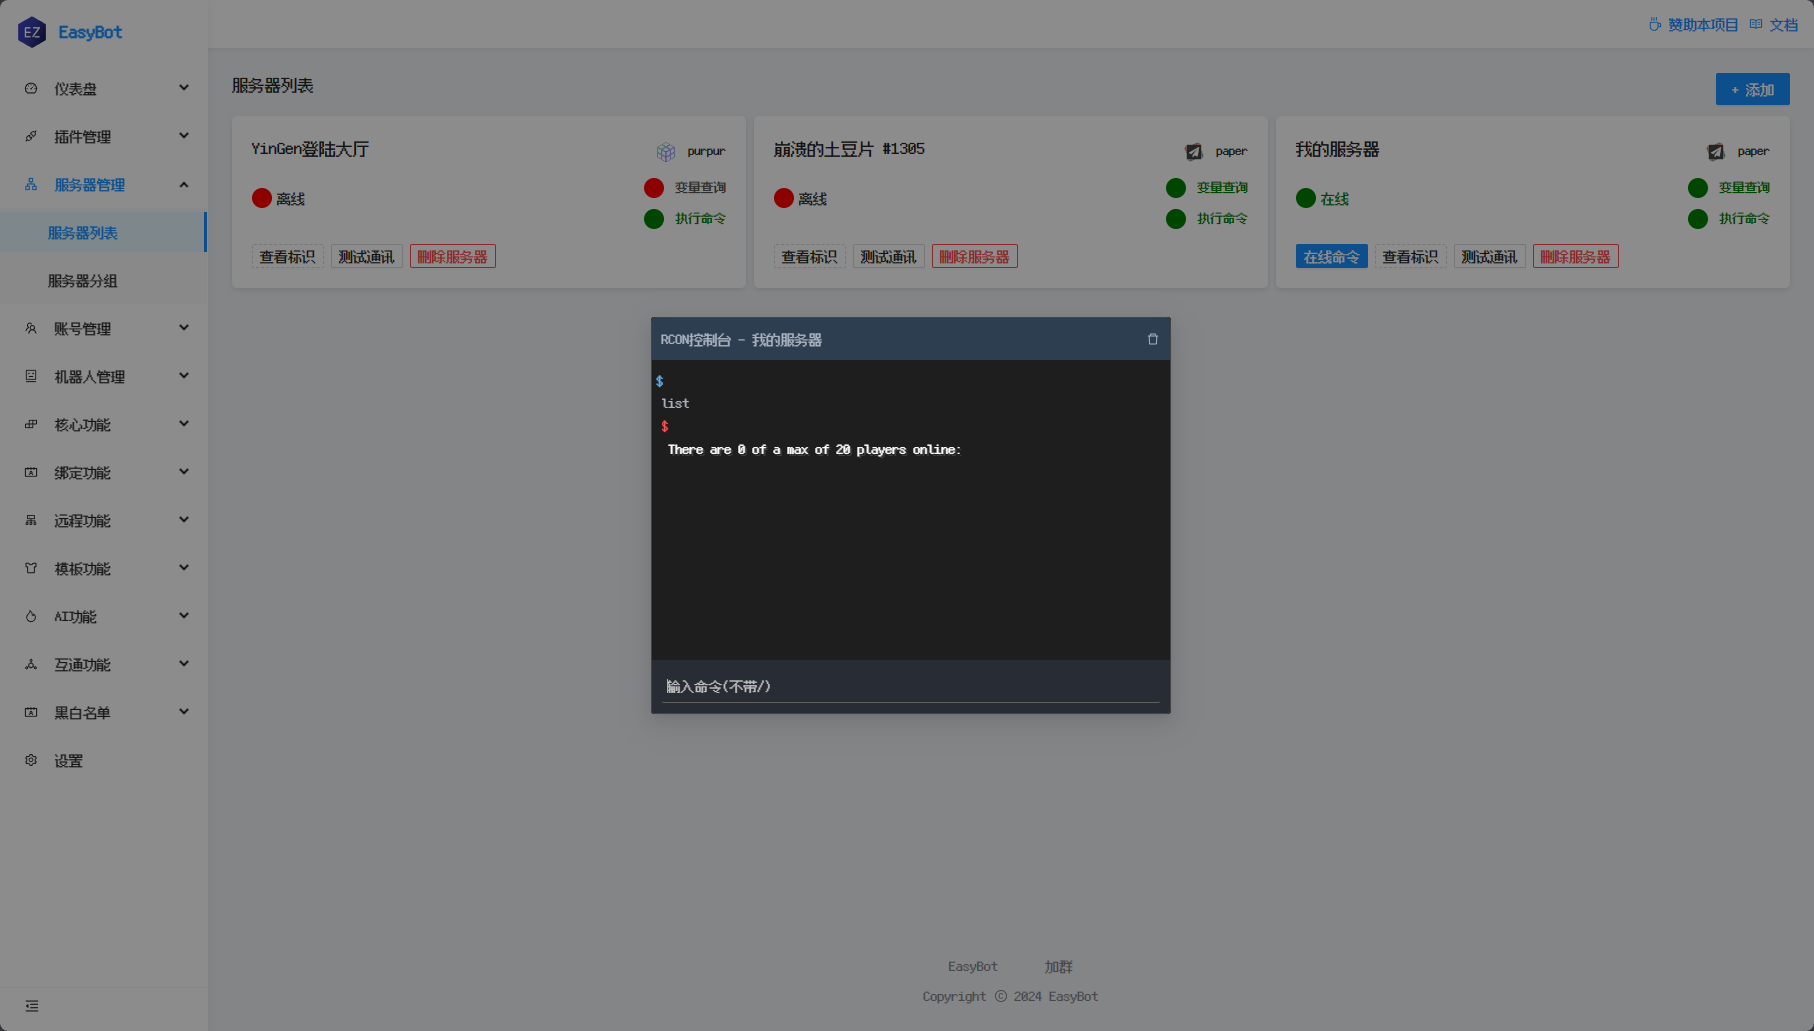 EZ EasyBot
赞助本项目 文档
仪表盘
插件管理
服务器管理
服务器列表
服务器分组
账号管理
机器人管理
核心功能
绑定功能
远程功能
模板功能
AI功能
互通功能
黑白名单
设置
服务器列表
+ 添加
YinGen登陆大厅
purpur
离线
变量查询
执行命令
查看标识 测试通讯 删除服务器
崩溃的土豆片 #1305
paper
离线
变量查询
执行命令
查看标识 测试通讯 删除服务器
我的服务器
paper
在线
变量查询
执行命令
在线命令 查看标识 测试通讯 删除服务器
RCON控制台 - 我的服务器
$
list
$
There are 0 of a max of 20 players online:
输入命令(不带/)
EasyBot 加群
Copyright © 2024 EasyBot